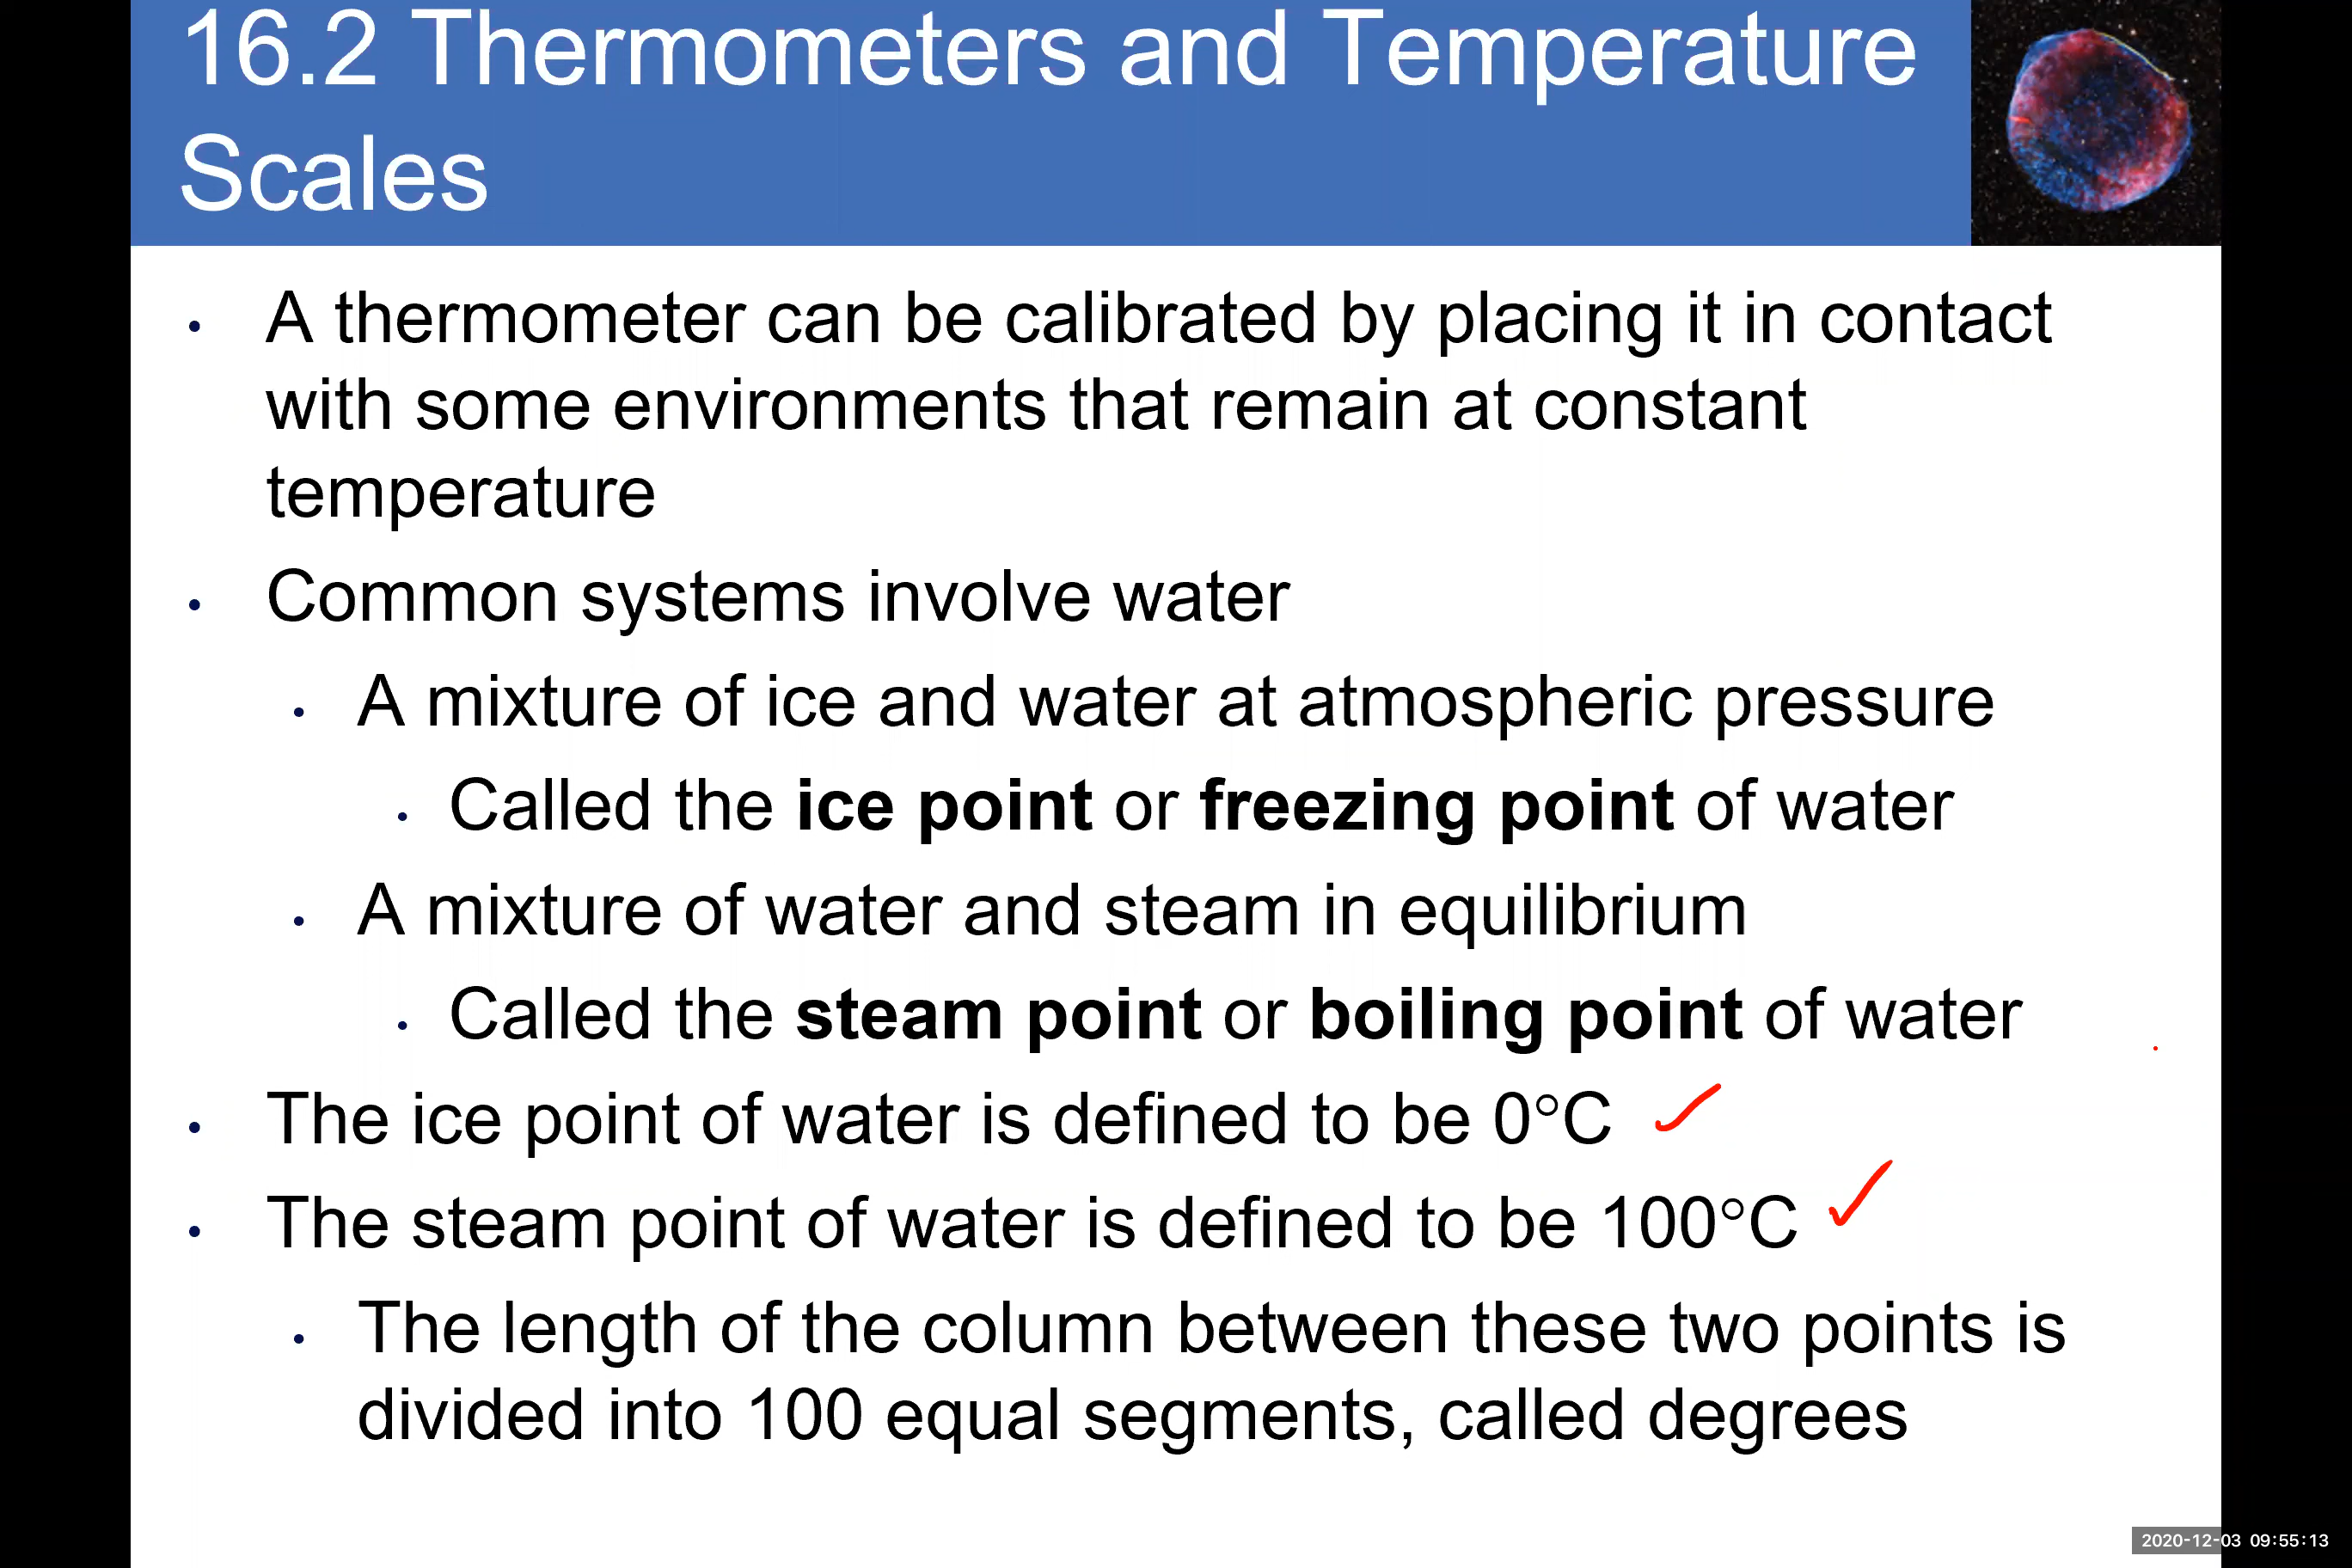 16.2 Thermometers and Temperature
Scales
• A thermometer can be calibrated by placing it in contact
with some environments that remain at constant
temperature
• Common systems involve water
• A mixture of ice and water at atmospheric pressure
• Called the ice point or freezing point of water
• A mixture of water and steam in equilibrium
• Called the steam point or boiling point of water
• The ice point of water is defined to be 0°C ✓
• The steam point of water is defined to be 100°C ✓
• The length of the column between these two points is
divided into 100 equal segments, called degrees
2020-12-03 09:55:13